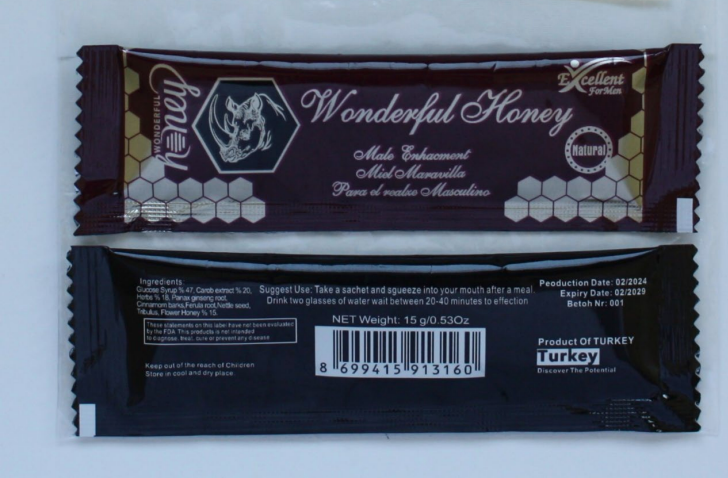 WONDERFUL
honey
Wonderful Honey
Excellent
For Men
Male Enhacment
Miel Maravilla
Para el realze Masculino
Natural
Ingredients:
Glucose Syrup % 47, Carob extract % 20,
Herbs % 18, Panax ginseng root,
Cinnamom barks,Ferula root,Nettle seed,
Tribulus, Flower Honey % 15.
These statements on this label have not been evaluated
by the FDA. This products is not intended
to diagnose, treat, cure or prevent any disease
Keep out of the reach of Children
Store in cool and dry place.
Suggest Use: Take a sachet and squeeze into your mouth after a meal.
Drink two glasses of water wait between 20-40 minutes to effection
NET Weight: 15 g/0.53Oz
8 699415 913160
Peoduction Date: 02/2024
Expiry Date: 02/2029
Betch Nr: 001
Product Of TURKEY
Turkey
Discover The Potential